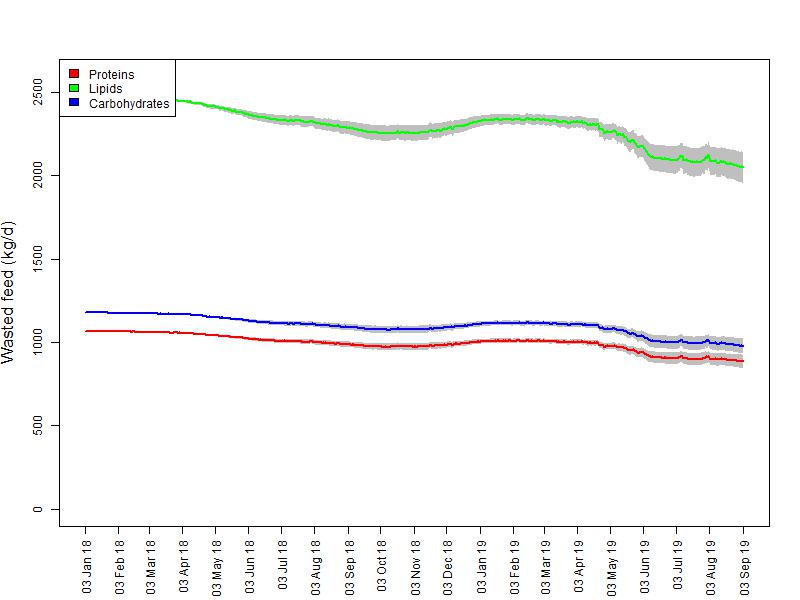 Proteins
Lipids
Carbohydrates
Wasted feed (kg/d)
2500
2000
1500
1000
500
0
03 Jan 18
03 Feb 18
03 Mar 18
03 Apr 18
03 May 18
03 Jun 18
03 Jul 18
03 Aug 18
03 Sep 18
03 Oct 18
03 Nov 18
03 Dec 18
03 Jan 19
03 Feb 19
03 Mar 19
03 Apr 19
03 May 19
03 Jun 19
03 Jul 19
03 Aug 19
03 Sep 19